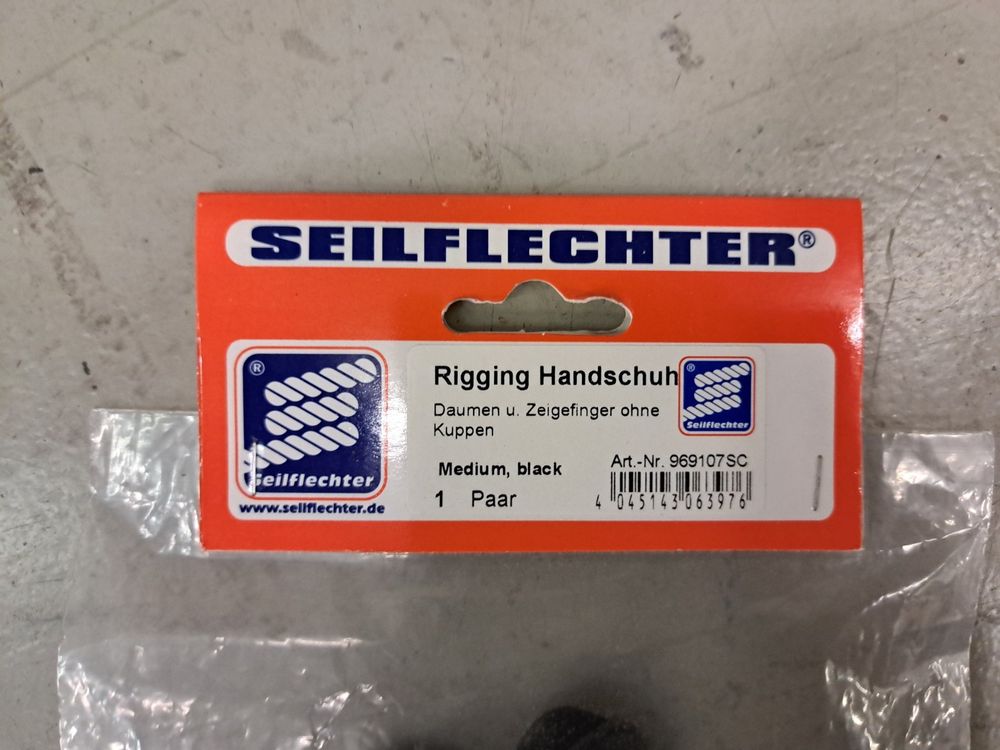 SEILFLECHTER®
®
Seilflechter
www.seilflechter.de
Rigging Handschuh
Daumen u. Zeigefinger ohne
Kuppen
Medium, black
1 Paar
®
Seilflechter
Art.-Nr. 969107SC
4 045143 063976